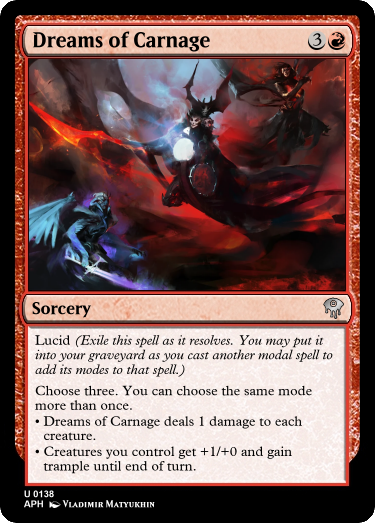 Dreams of Carnage 3
Sorcery
Lucid (Exile this spell as it resolves. You may put it
into your graveyard as you cast another modal spell to
add its modes to that spell.)
Choose three. You can choose the same mode
more than once.
• Dreams of Carnage deals 1 damage to each
creature.
• Creatures you control get +1/+0 and gain
trample until end of turn.
U 0138
APH Vladimir Matyukhin